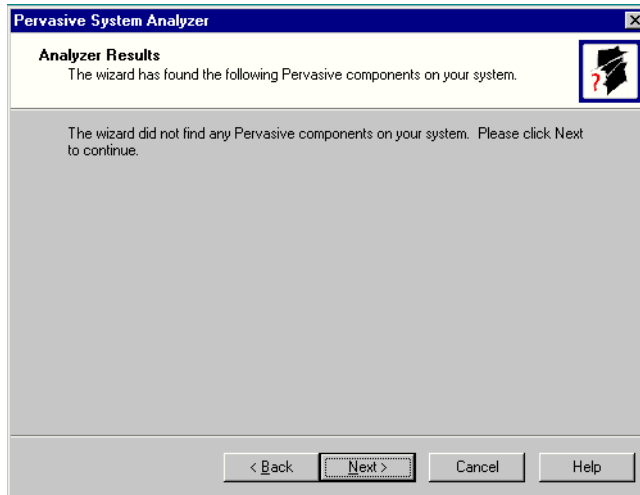 Pervasive System Analyzer
Analyzer Results
The wizard has found the following Pervasive components on your system.
?
The wizard did not find any Pervasive components on your system. Please click Next
to continue.
< Back Next > Cancel Help